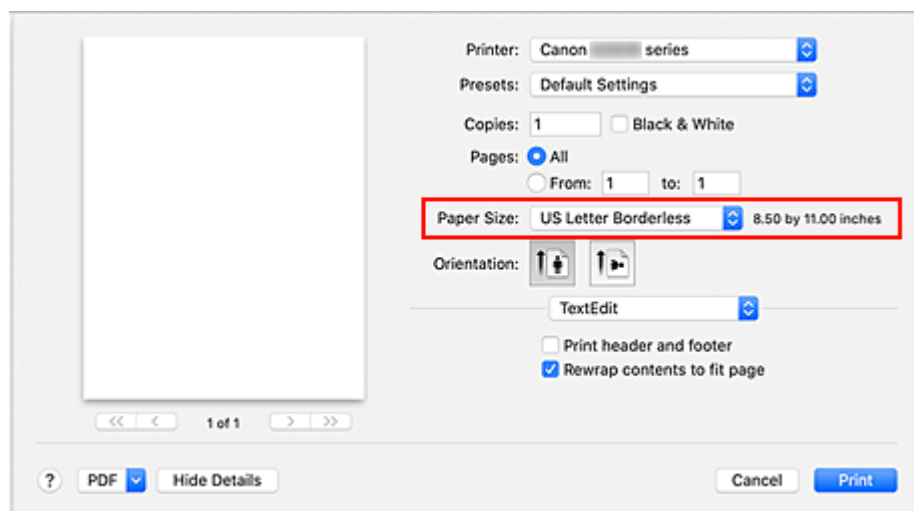 Printer: Canon series
Presets: Default Settings
Copies: 1 Black & White
Pages: All
From: 1 to: 1
Paper Size: US Letter Borderless 8.50 by 11.00 inches
Orientation:
TextEdit
Print header and footer
Rewrap contents to fit page
<< < 1 of 1 > >>
? PDF Hide Details Cancel Print